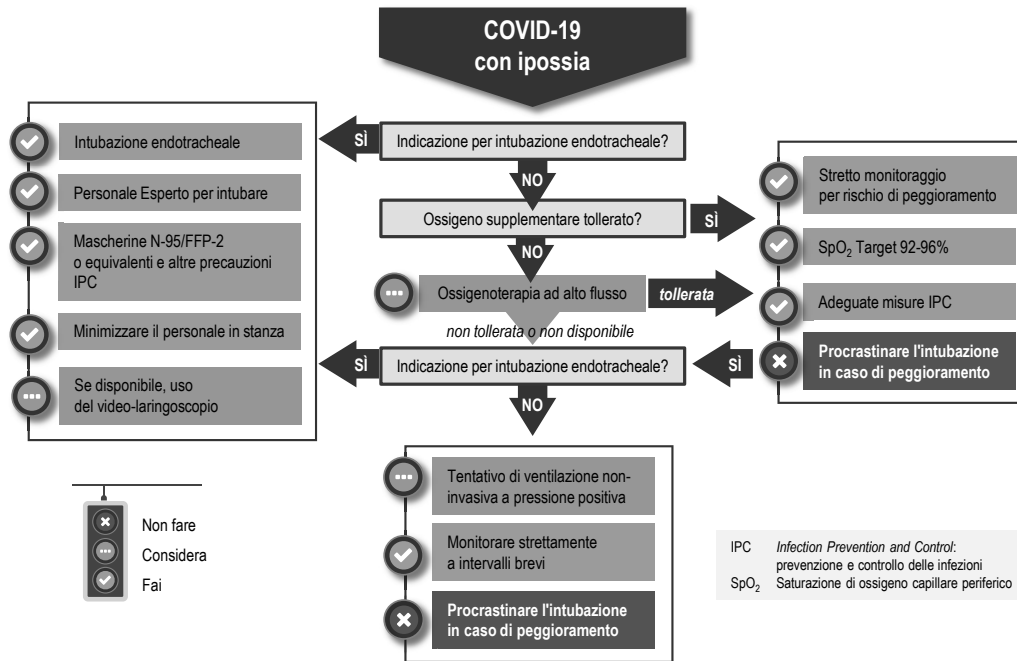 COVID-19
con ipossia
Indicazione per intubazione endotracheale?
SÌ
Intubazione endotracheale
Personale Esperto per intubare
Mascherine N-95/FFP-2
o equivalenti e altre precauzioni
IPC
Minimizzare il personale in stanza
Se disponibile, uso
del video-laringoscopio
NO
Ossigeno supplementare tollerato?
SÌ
Stretto monitoraggio
per rischio di peggioramento
SpO₂ Target 92-96%
Adeguate misure IPC
Procrastinare l'intubazione
in caso di peggioramento
NO
Ossigenoterapia ad alto flusso
tollerata
non tollerata o non disponibile
SÌ
Indicazione per intubazione endotracheale?
SÌ
NO
Tentativo di ventilazione non-
invasiva a pressione positiva
Monitorare strettamente
a intervalli brevi
Procrastinare l'intubazione
in caso di peggioramento
Non fare
Considera
Fai
IPC Infection Prevention and Control:
prevenzione e controllo delle infezioni
SpO₂ Saturazione di ossigeno capillare periferico